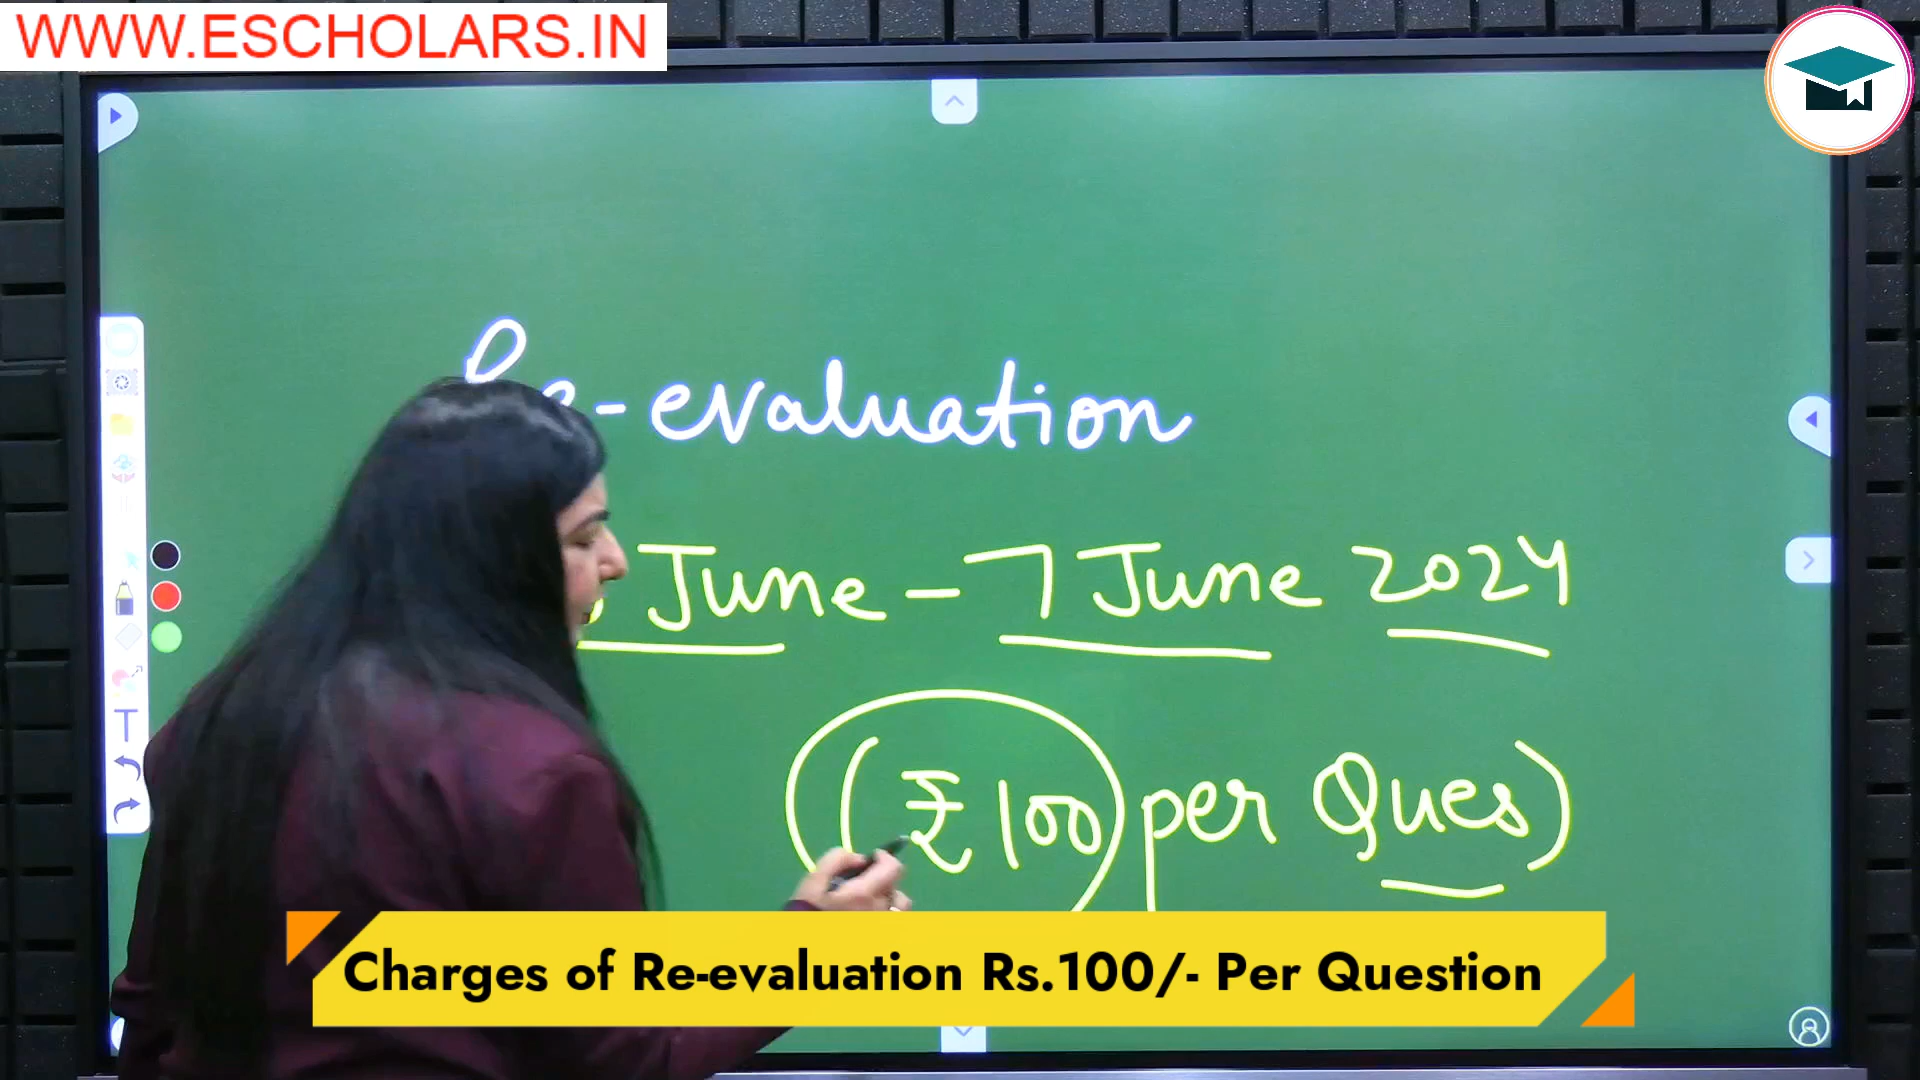 WWW.ESCHOLARS.IN
Re-evaluation
June - 7 June 2024
(₹100) per Ques)
Charges of Re-evaluation Rs.100/- Per Question